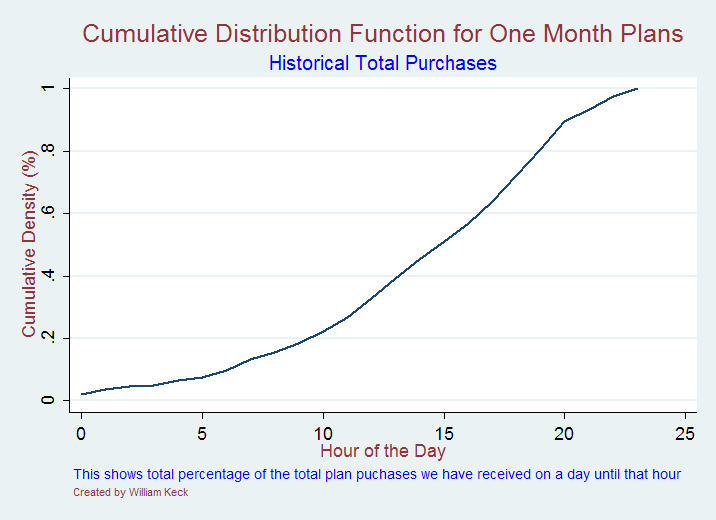 Cumulative Distribution Function for One Month Plans
Historical Total Purchases
Cumulative Density (%)
1
.8
.6
.4
.2
0
0 5 10 15 20 25
Hour of the Day
This shows total percentage of the total plan puchases we have received on a day until that hour
Created by William Keck